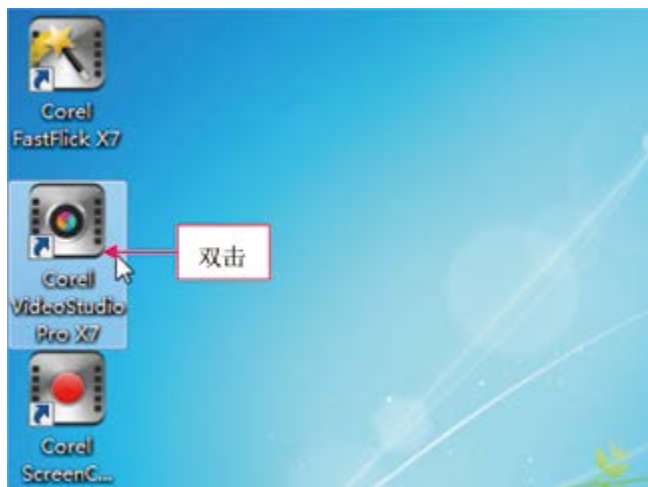 Corel
FastFlick X7
双击
Corel
VideoStudio
Pro X7
Corel
ScreenC...